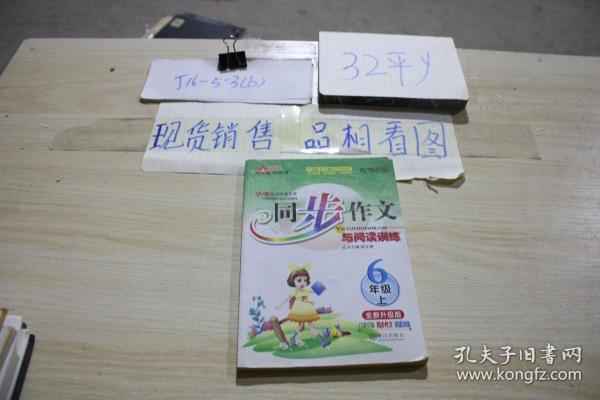 J16-5-3(b)
32平y
现货销售 品相看图
同步作文
与阅读训练
6
年级
上
全新升级版
孔夫子旧书网
www.kongfz.com